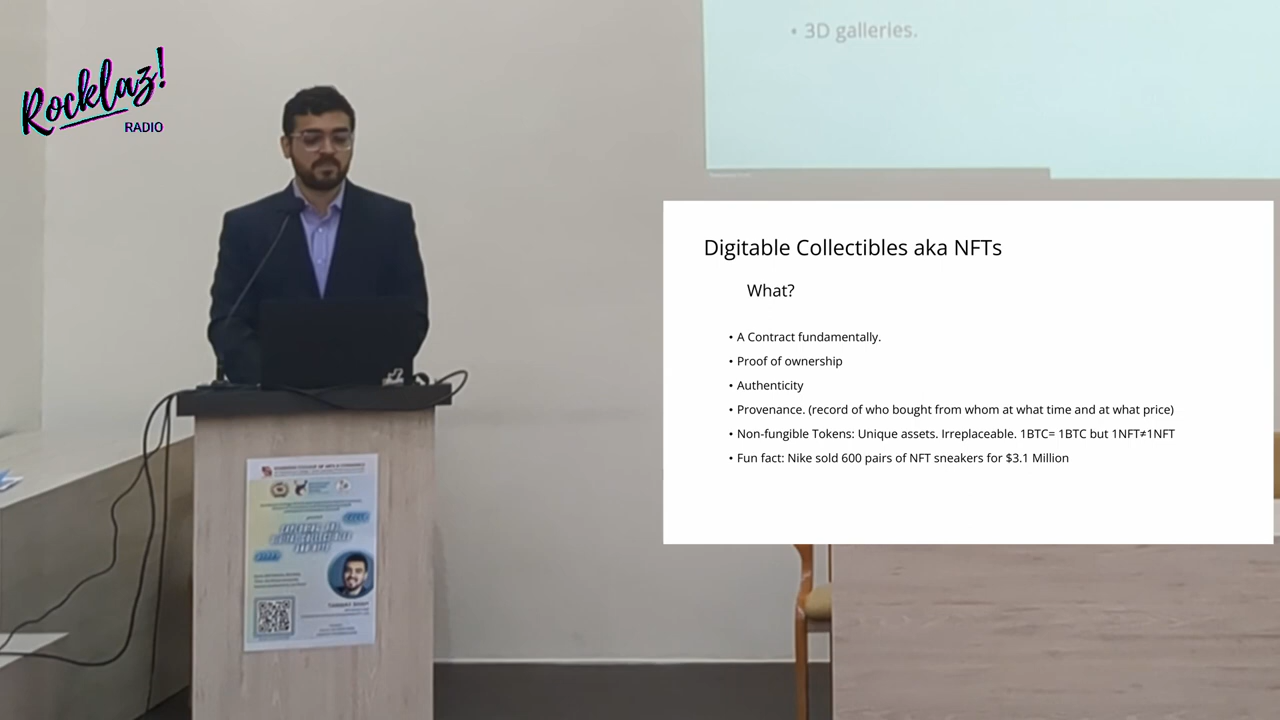 Rocklaz!
RADIO
• 3D galleries.
Digitable Collectibles aka NFTs
What?
• A Contract fundamentally.
• Proof of ownership
• Authenticity
• Provenance. (record of who bought from whom at what time and at what price)
• Non-fungible Tokens: Unique assets. Irreplaceable. 1BTC= 1BTC but 1NFT≠1NFT
• Fun fact: Nike sold 600 pairs of NFT sneakers for $3.1 Million